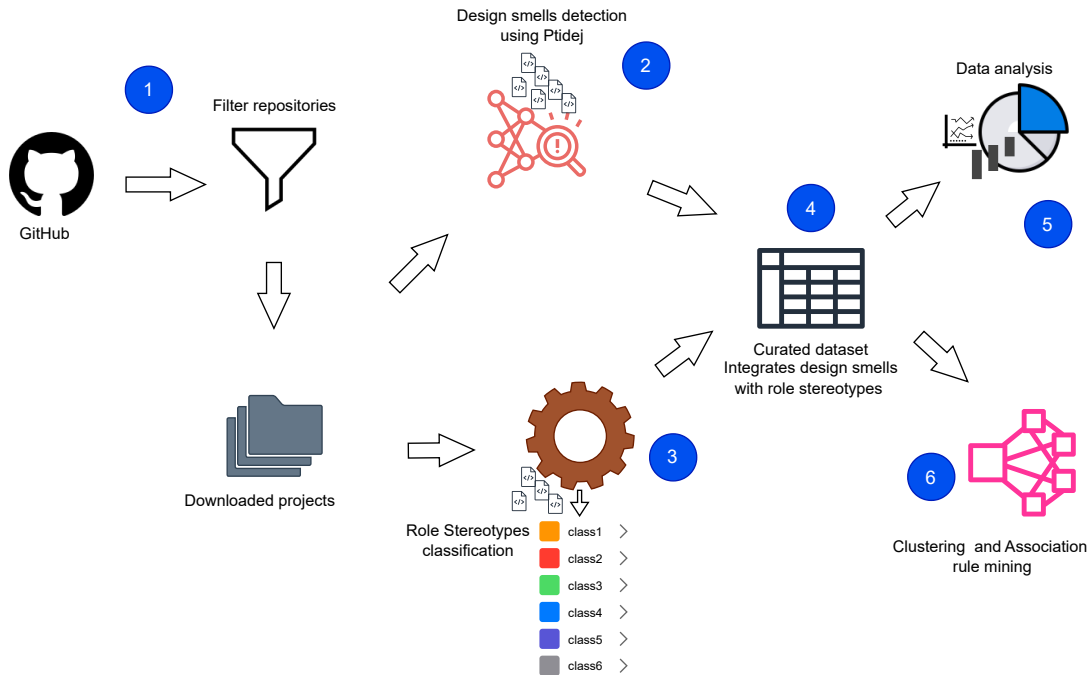 1
Filter repositories
GitHub
Downloaded projects
Design smells detection
using Ptidej
2
</>
</>
</>
</>
</>
</>
!
3
</>
</>
</>
</>
Role Stereotypes
classification
class1
class2
class3
class4
class5
class6
4
Curated dataset
Integrates design smells
with role stereotypes
Data analysis
5
6
Clustering and Association
rule mining